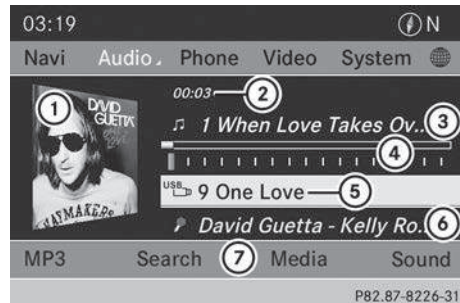 03:19 N
Navi Audio Phone Video System
00:03 2
1 DAVID GUETTA
1 When Love Takes Ov.. 3
4
USB 9 One Love 5
David Guetta - Kelly Ro.. 6
MP3 Search 7 Media Sound
P82.87-8226-31